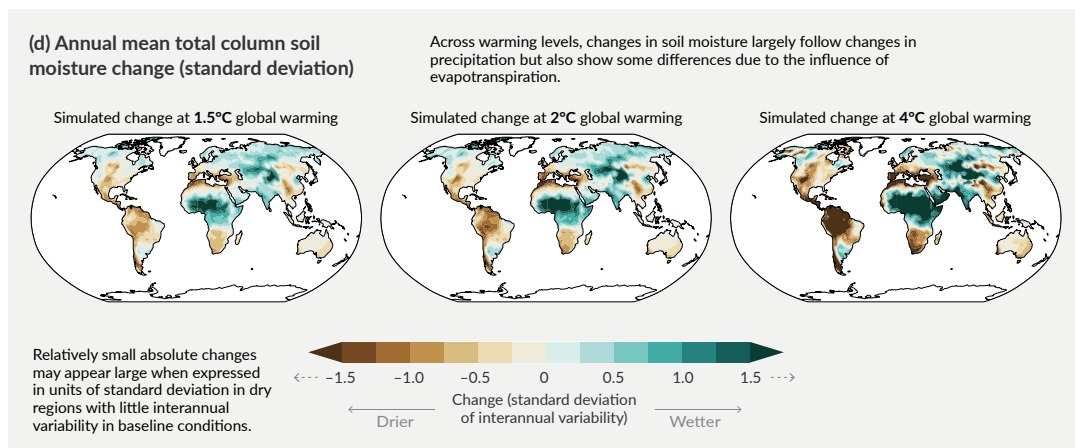 (d) Annual mean total column soil
moisture change (standard deviation)
Across warming levels, changes in soil moisture largely follow changes in
precipitation but also show some differences due to the influence of
evapotranspiration.
Simulated change at 1.5°C global warming
Simulated change at 2°C global warming
Simulated change at 4°C global warming
Relatively small absolute changes
may appear large when expressed
in units of standard deviation in dry
regions with little interannual
variability in baseline conditions.
–1.5 –1.0 –0.5 0 0.5 1.0 1.5
Change (standard deviation
of interannual variability)
Drier
Wetter